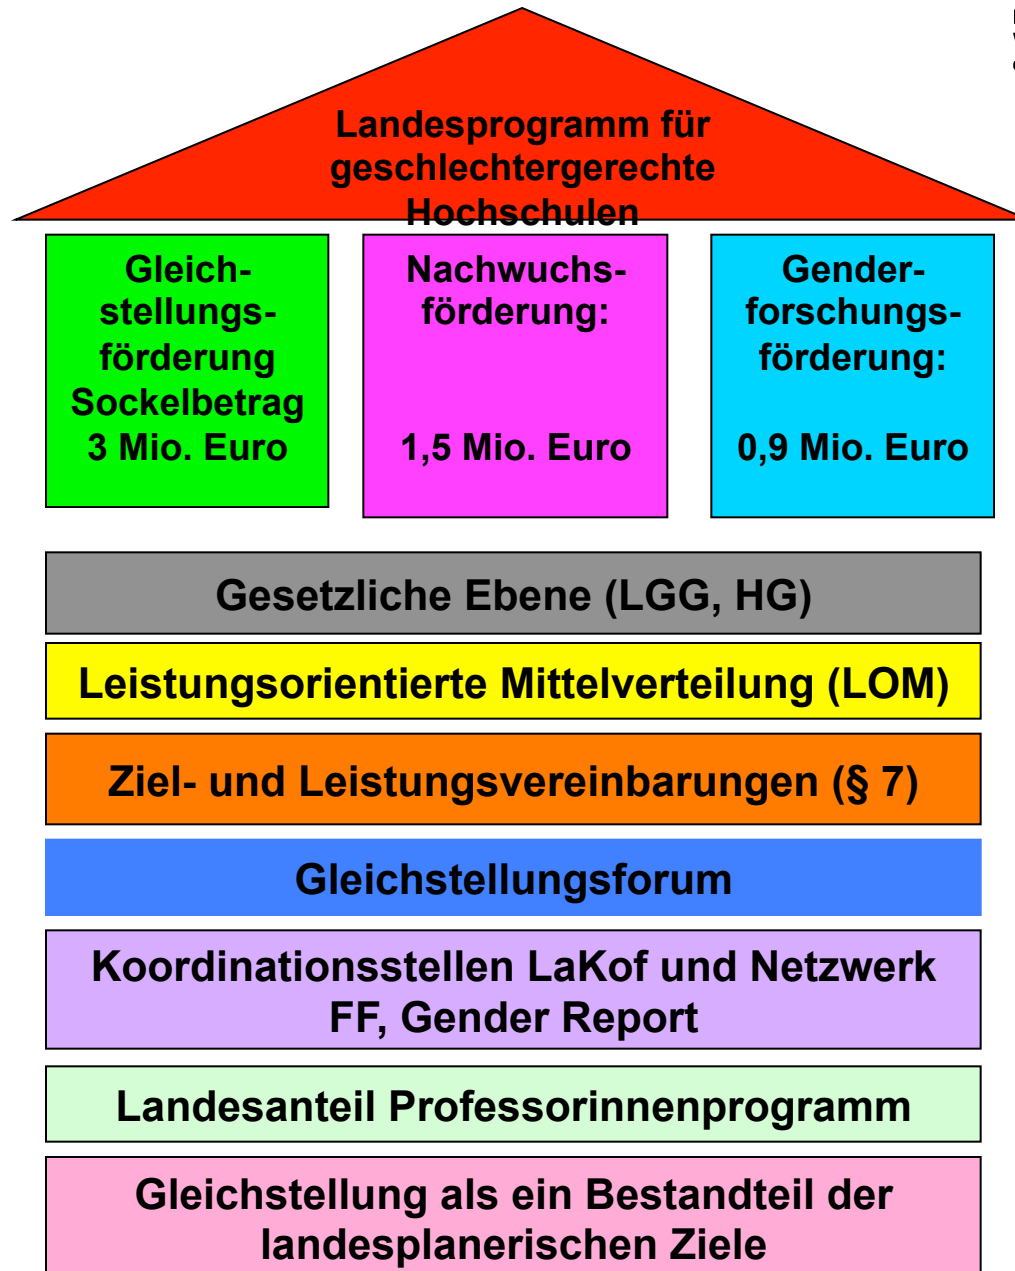 Landesprogramm für
geschlechtergerechte
Hochschulen
Gleich-
stellungs-
förderung
Sockelbetrag
3 Mio. Euro
Nachwuchs-
förderung:
1,5 Mio. Euro
Gender-
forschungs-
förderung:
0,9 Mio. Euro
Gesetzliche Ebene (LGG, HG)
Leistungsorientierte Mittelverteilung (LOM)
Ziel- und Leistungsvereinbarungen (§ 7)
Gleichstellungsforum
Koordinationsstellen LaKof und Netzwerk
FF, Gender Report
Landesanteil Professorinnenprogramm
Gleichstellung als ein Bestandteil der
landesplanerischen Ziele